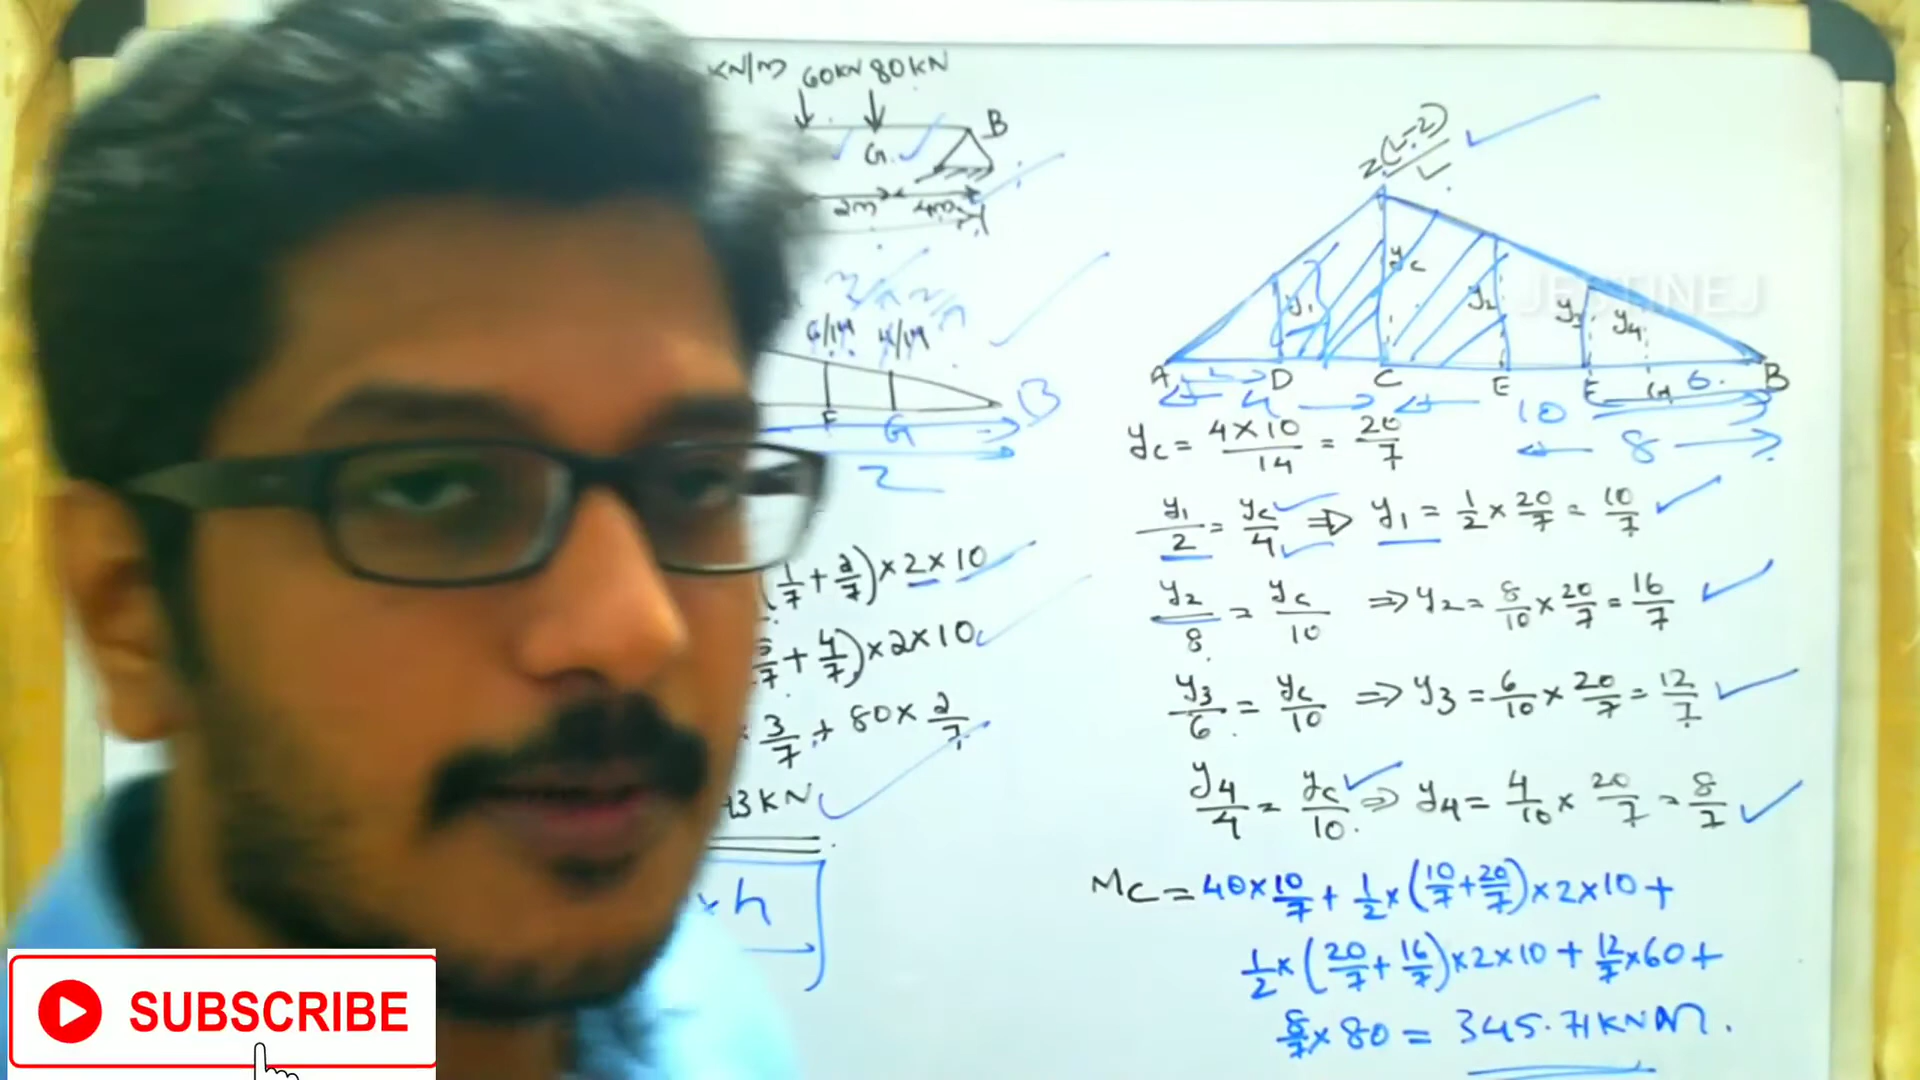 KN/m 60KN 80KN
B
G
2m 4m
6/14 4/14
F G B
z(L-z)/L
yc
y1 y2 y3 y4
JESTINEJ
A D C E F G 6. B
4 10
8
yc = 4×10/14 = 20/7
y1/2 = yc/4 ⇒ y1 = 1/2 × 20/7 = 10/7
y2/8 = yc/10 ⇒ y2 = 8/10 × 20/7 = 16/7
y3/6 = yc/10 ⇒ y3 = 6/10 × 20/7 = 12/7
y4/4 = yc/10 ⇒ y4 = 4/10 × 20/7 = 8/7
MC = 40×10/7 + 1/2×(10/7+20/7)×2×10+
1/2×(20/7+16/7)×2×10 + 12/7×60+
8/7×80 = 345.71KNM.
1/7 + 2/7)×2×10
5/7 + 4/7)×2×10
3/7 + 80× 2/7
43KN
×h
SUBSCRIBE